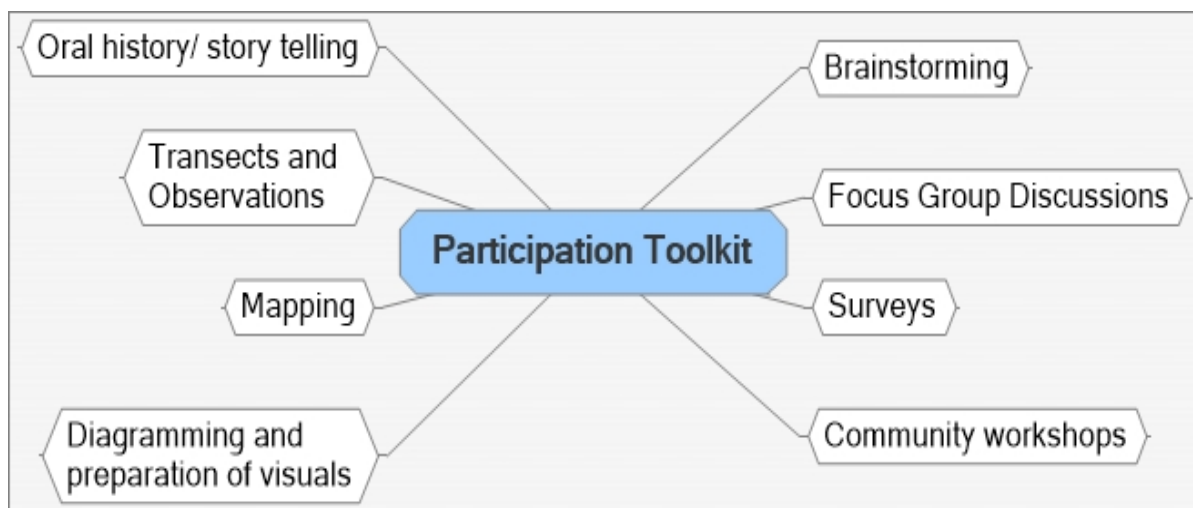 Oral history/ story telling
Transects and
Observations
Mapping
Diagramming and
preparation of visuals
Participation Toolkit
Brainstorming
Focus Group Discussions
Surveys
Community workshops